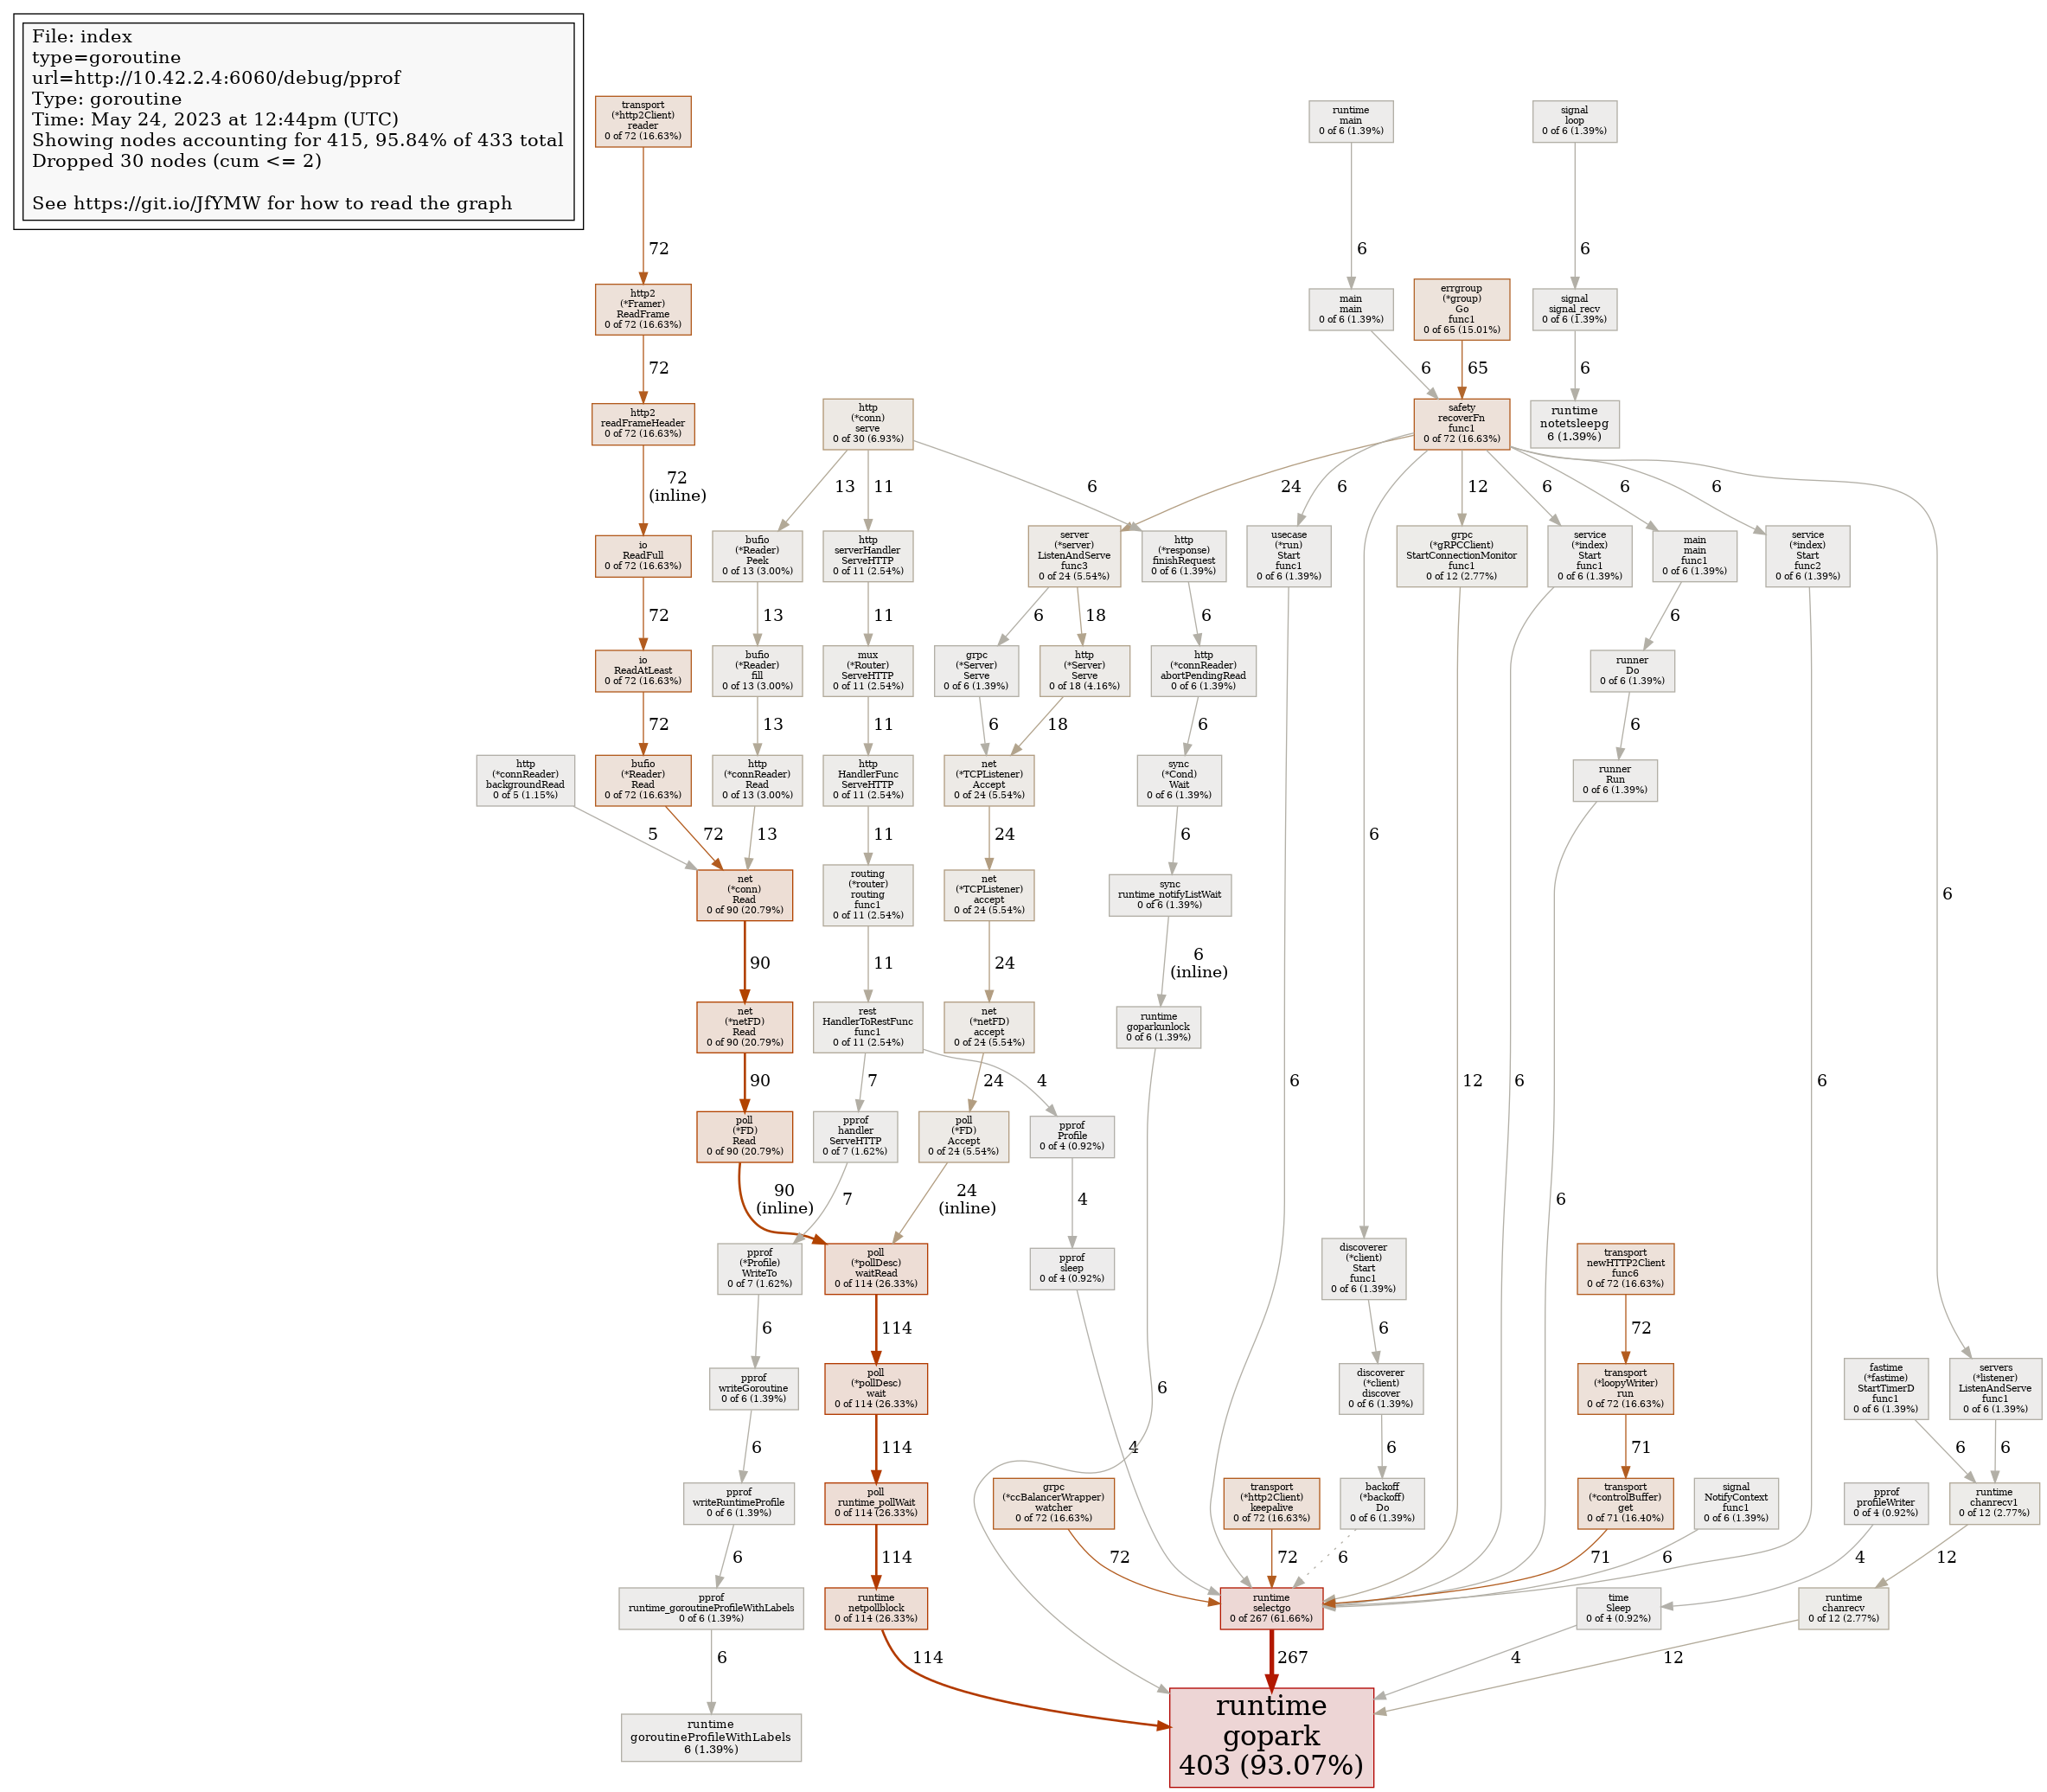 File: index
type=goroutine
url=http://10.42.2.4:6060/debug/pprof
Type: goroutine
Time: May 24, 2023 at 12:44pm (UTC)
Showing nodes accounting for 415, 95.84% of 433 total
Dropped 30 nodes (cum <= 2)
See https://git.io/JfYMW for how to read the graph
transport
(*http2Client)
reader
0 of 72 (16.63%)
runtime
main
0 of 6 (1.39%)
signal
loop
0 of 6 (1.39%)
72
6
6
http2
(*Framer)
ReadFrame
0 of 72 (16.63%)
main
main
0 of 6 (1.39%)
errgroup
(*group)
Go
func1
0 of 65 (15.01%)
signal
signal_recv
0 of 6 (1.39%)
72
6
65
6
http2
readFrameHeader
0 of 72 (16.63%)
http
(*conn)
serve
0 of 30 (6.93%)
safety
recoverFn
func1
0 of 72 (16.63%)
runtime
notetsleepg
6 (1.39%)
72
(inline)
13
11
6
24
6
12
6
6
6
io
ReadFull
0 of 72 (16.63%)
bufio
(*Reader)
Peek
0 of 13 (3.00%)
http
serverHandler
ServeHTTP
0 of 11 (2.54%)
server
(*server)
ListenAndServe
func3
0 of 24 (5.54%)
http
(*response)
finishRequest
0 of 6 (1.39%)
usecase
(*run)
Start
func1
0 of 6 (1.39%)
grpc
(*gRPCClient)
StartConnectionMonitor
func1
0 of 12 (2.77%)
service
(*index)
Start
func1
0 of 6 (1.39%)
main
main
func1
0 of 6 (1.39%)
service
(*index)
Start
func2
0 of 6 (1.39%)
72
13
11
6
18
6
6
io
ReadAtLeast
0 of 72 (16.63%)
bufio
(*Reader)
fill
0 of 13 (3.00%)
mux
(*Router)
ServeHTTP
0 of 11 (2.54%)
grpc
(*Server)
Serve
0 of 6 (1.39%)
http
(*Server)
Serve
0 of 18 (4.16%)
http
(*connReader)
abortPendingRead
0 of 6 (1.39%)
runner
Do
0 of 6 (1.39%)
72
13
11
6
18
6
6
http
(*connReader)
backgroundRead
0 of 5 (1.15%)
bufio
(*Reader)
Read
0 of 72 (16.63%)
http
(*connReader)
Read
0 of 13 (3.00%)
http
HandlerFunc
ServeHTTP
0 of 11 (2.54%)
net
(*TCPListener)
Accept
0 of 24 (5.54%)
sync
(*Cond)
Wait
0 of 6 (1.39%)
runner
Run
0 of 6 (1.39%)
5
72
13
11
24
6
6
net
(*conn)
Read
0 of 90 (20.79%)
routing
(*router)
routing
func1
0 of 11 (2.54%)
net
(*TCPListener)
accept
0 of 24 (5.54%)
sync
runtime_notifyListWait
0 of 6 (1.39%)
6
90
11
24
6
(inline)
net
(*netFD)
Read
0 of 90 (20.79%)
rest
HandlerToRestFunc
func1
0 of 11 (2.54%)
net
(*netFD)
accept
0 of 24 (5.54%)
runtime
goparkunlock
0 of 6 (1.39%)
90
7
24
4
6
12
6
6
poll
(*FD)
Read
0 of 90 (20.79%)
pprof
handler
ServeHTTP
0 of 7 (1.62%)
poll
(*FD)
Accept
0 of 24 (5.54%)
pprof
Profile
0 of 4 (0.92%)
90
(inline)
7
24
(inline)
4
6
pprof
(*Profile)
WriteTo
0 of 7 (1.62%)
poll
(*pollDesc)
waitRead
0 of 114 (26.33%)
pprof
sleep
0 of 4 (0.92%)
discoverer
(*client)
Start
func1
0 of 6 (1.39%)
transport
newHTTP2Client
func6
0 of 72 (16.63%)
6
114
6
72
pprof
writeGoroutine
0 of 6 (1.39%)
poll
(*pollDesc)
wait
0 of 114 (26.33%)
discoverer
(*client)
discover
0 of 6 (1.39%)
transport
(*loopyWriter)
run
0 of 72 (16.63%)
fastime
(*fastime)
StartTimerD
func1
0 of 6 (1.39%)
servers
(*listener)
ListenAndServe
func1
0 of 6 (1.39%)
6
6
114
4
6
71
6
6
pprof
writeRuntimeProfile
0 of 6 (1.39%)
poll
runtime_pollWait
0 of 114 (26.33%)
grpc
(*ccBalancerWrapper)
watcher
0 of 72 (16.63%)
transport
(*http2Client)
keepalive
0 of 72 (16.63%)
backoff
(*backoff)
Do
0 of 6 (1.39%)
transport
(*controlBuffer)
get
0 of 71 (16.40%)
signal
NotifyContext
func1
0 of 6 (1.39%)
pprof
profileWriter
0 of 4 (0.92%)
runtime
chanrecv1
0 of 12 (2.77%)
6
114
72
72
6
71
6
4
12
pprof
runtime_goroutineProfileWithLabels
0 of 6 (1.39%)
runtime
netpollblock
0 of 114 (26.33%)
runtime
selectgo
0 of 267 (61.66%)
time
Sleep
0 of 4 (0.92%)
runtime
chanrecv
0 of 12 (2.77%)
6
114
267
4
12
runtime
goroutineProfileWithLabels
6 (1.39%)
runtime
gopark
403 (93.07%)